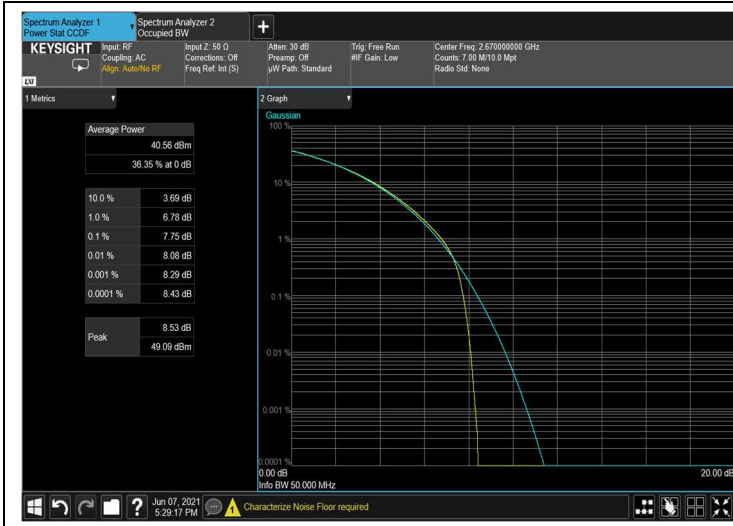 Spectrum Analyzer 1
Power Stat CCDF
Spectrum Analyzer 2
Occupied BW
KEYSIGHT
LXI
Input: RF
Coupling: AC
Align: Auto/No RF
Input Z: 50 Ω
Corrections: Off
Freq Ref: Int (S)
Atten: 30 dB
Preamp: Off
µW Path: Standard
Trig: Free Run
#IF Gain: Low
Center Freq: 2.670000000 GHz
Counts: 7.00 M/10.0 Mpt
Radio Std: None
1 Metrics
Average Power
40.56 dBm
36.35 % at 0 dB
10.0 % 3.69 dB
1.0 % 6.78 dB
0.1 % 7.75 dB
0.01 % 8.08 dB
0.001 % 8.29 dB
0.0001 % 8.43 dB
Peak
8.53 dB
49.09 dBm
2 Graph
Gaussian
100 %
10 %
1 %
0.1 %
0.01 %
0.001 %
0.0001 %
0.00 dB
20.00 dB
Info BW 50.000 MHz
?
Jun 07, 2021
5:29:17 PM
1
Characterize Noise Floor required